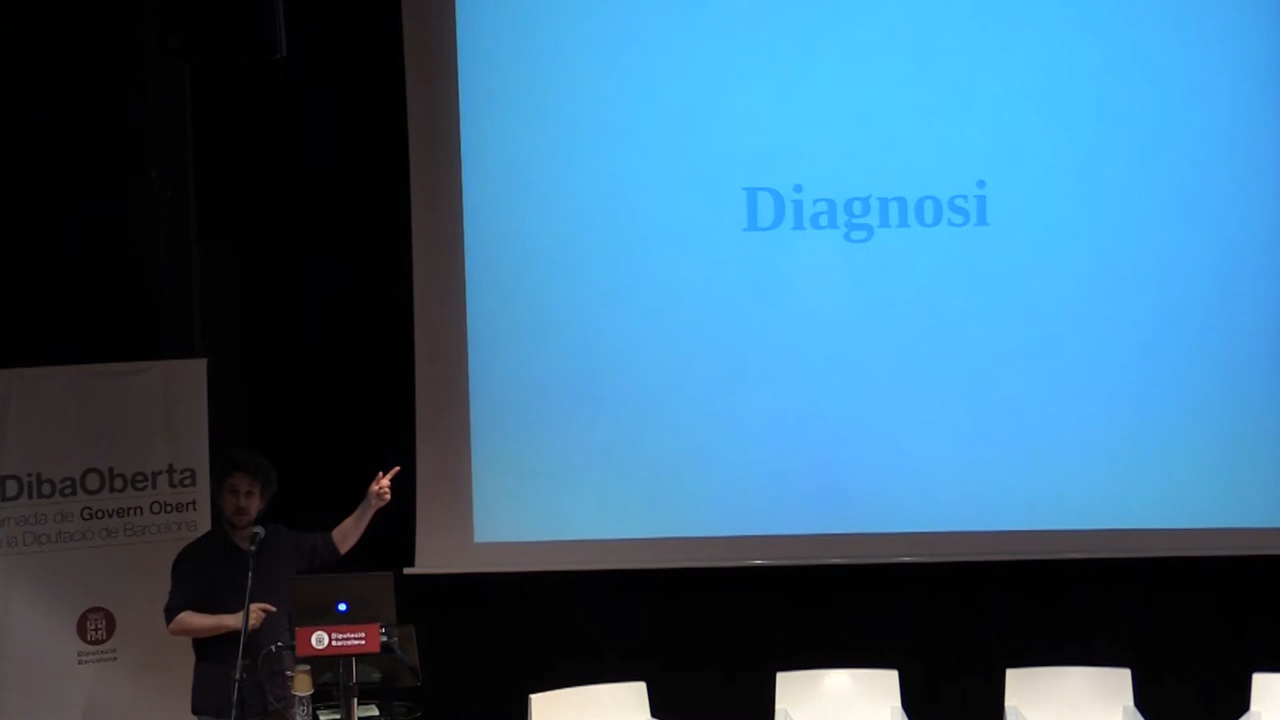 Diagnosi
DibaOberta
rnada de Govern Obert
la Diputació de Barcelona
Diputació
Barcelona
Diputació
Barcelona